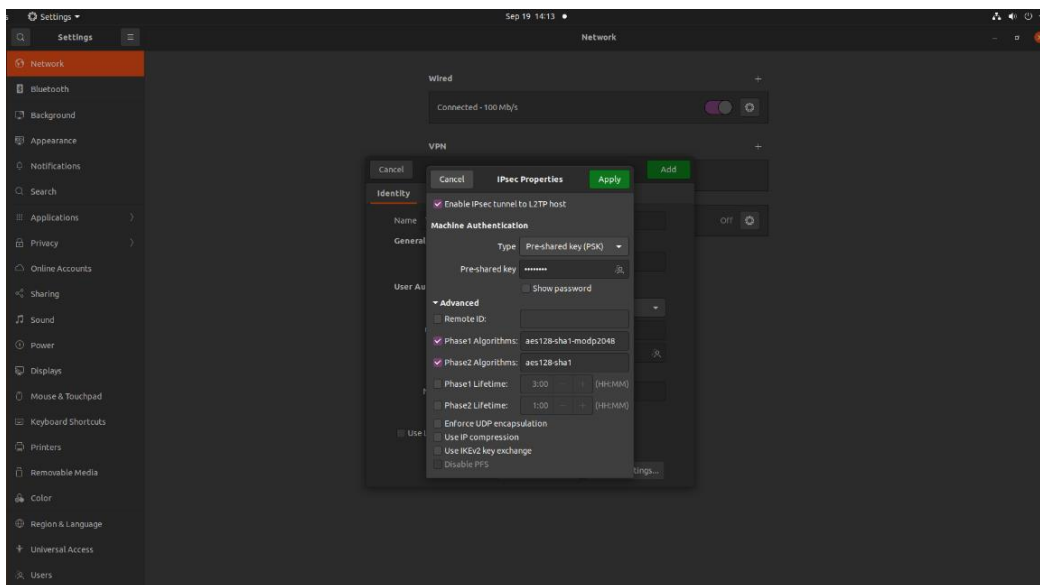 Settings
Sep 19 14:13
Settings
Network
Network
Bluetooth
Background
Appearance
Notifications
Search
Applications
Privacy
Online Accounts
Sharing
Sound
Power
Displays
Mouse & Touchpad
Keyboard Shortcuts
Printers
Removable Media
Color
Region & Language
Universal Access
Users
Wired
Connected - 100 Mb/s
VPN
OFF
Cancel
Add
Identity
Name
General
User Au
Use
tings...
Cancel
IPsec Properties
Apply
Enable IPsec tunnel to L2TP host
Machine Authentication
Type
Pre-shared key (PSK)
Pre-shared key
••••••••
Show password
Advanced
Remote ID:
Phase1 Algorithms:
aes128-sha1-modp2048
Phase2 Algorithms:
aes128-sha1
Phase1 Lifetime:
3:00
(HH:MM)
Phase2 Lifetime:
1:00
(HH:MM)
Enforce UDP encapsulation
Use IP compression
Use IKEv2 key exchange
Disable PFS